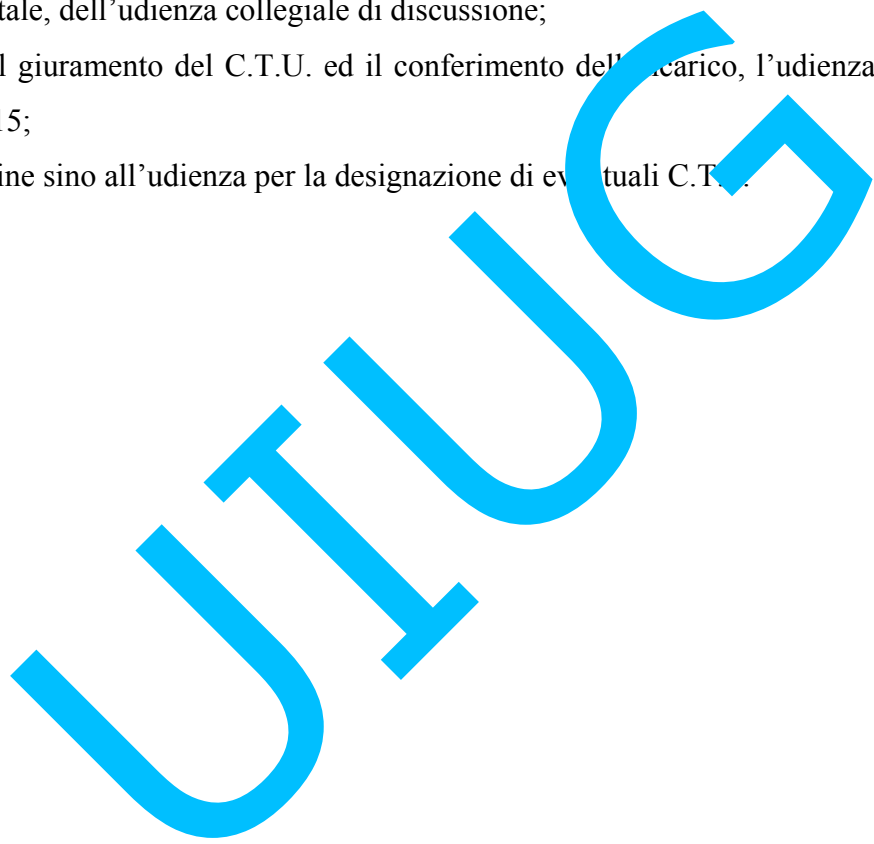 tale, dell’udienza collegiale di discussione;
l giuramento del C.T.U. ed il conferimento l’udienza
15;
ine sino all’udienza per la designazione di
UIUG